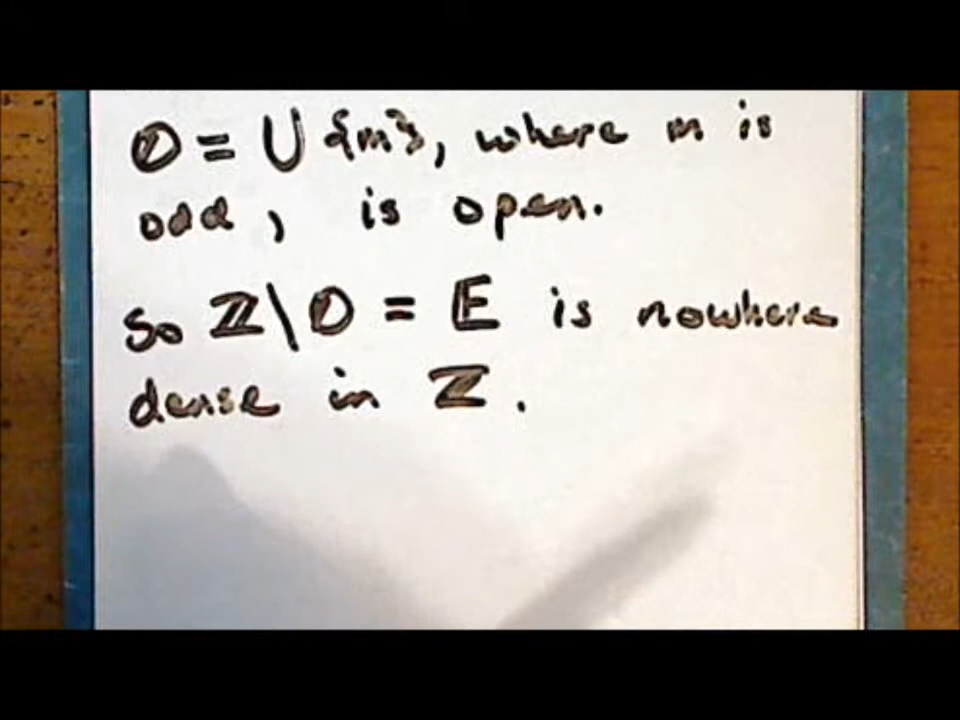 𝕆 = ∪ {m}, where m is
odd, is open.
so ℤ\𝕆 = 𝔼 is nowhere
dense in ℤ.